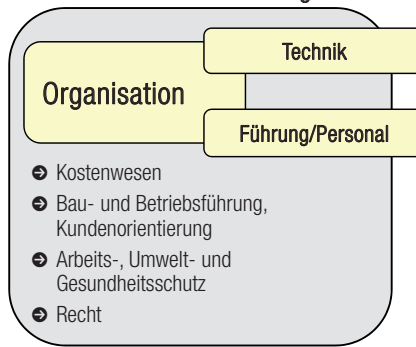 Technik
Organisation
Führung/Personal
Kostenwesen
Bau- und Betriebsführung,
Kundenorientierung
Arbeits-, Umwelt- und
Gesundheitsschutz
Recht